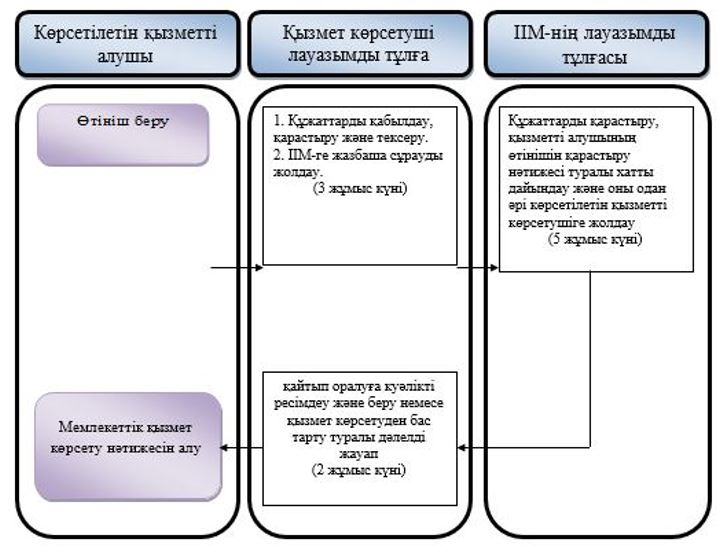 Көрсетілетін қызметті
алушы
Қызмет көрсетуші
лауазымды тұлға
ІІМ-нің лауазымды
тұлғасы
Өтініш беру
1. Құжаттарды қабылдау,
қарастыру және тексеру.
2. ІІМ-ге жазбаша сұрауды
жолдау.
(3 жұмыс күні)
Құжаттарды қарастыру,
қызметті алушының
өтінішін қарастыру
нәтижесі туралы хатты
дайындау және оны одан
әрі көрсетілетін қызметті
көрсетушіге жолдау
(5 жұмыс күні)
қайтып оралуға куәлікті
ресімдеу және беру немесе
қызмет көрсетуден бас
тарту туралы дәлелді
жауап
(2 жұмыс күні)
Мемлекеттік қызмет
көрсету нәтижесін алу